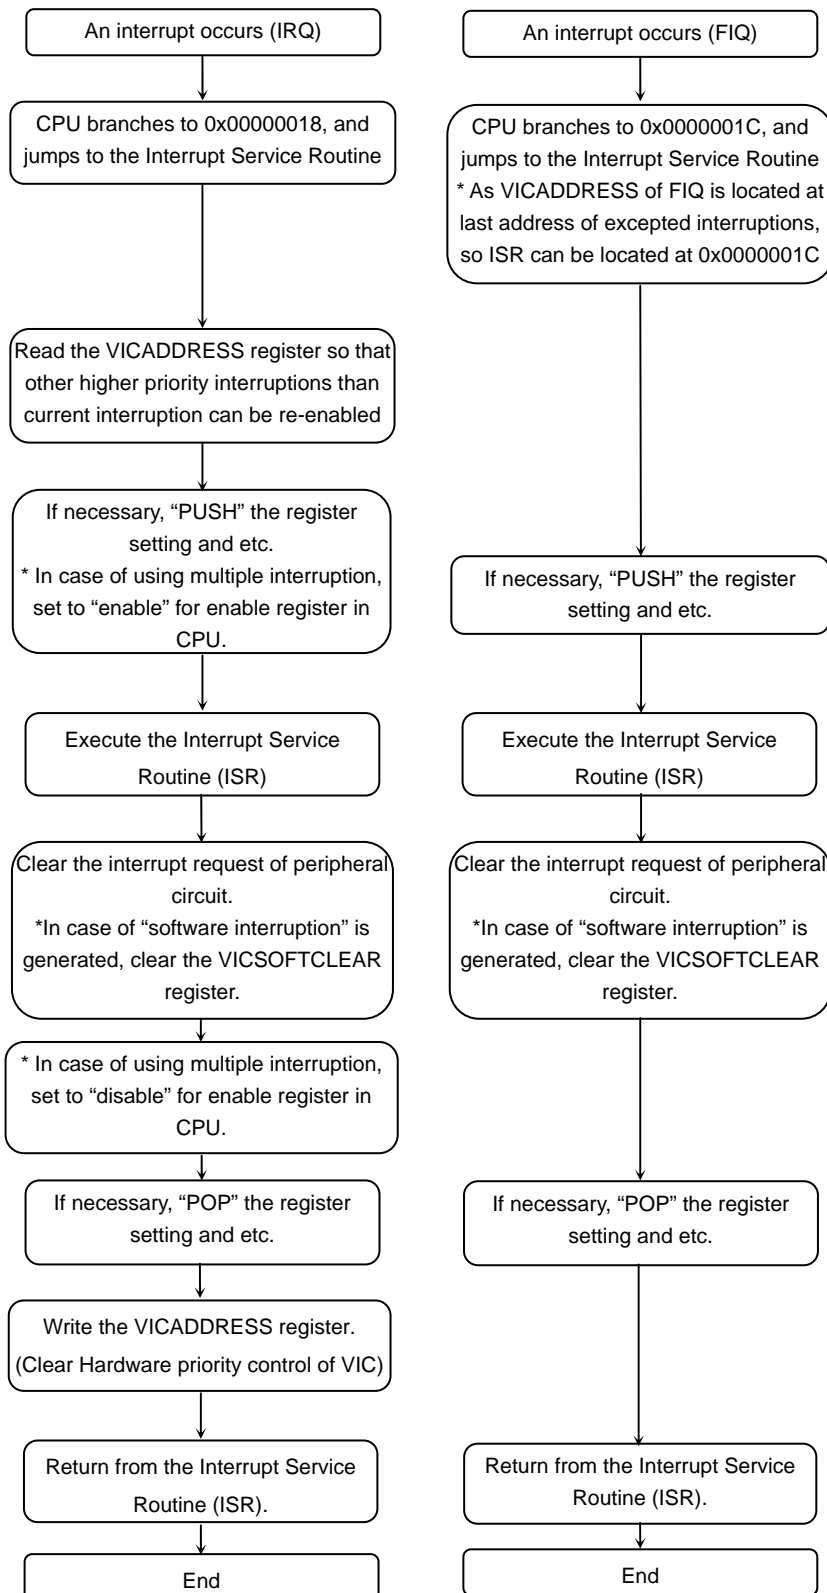 An interrupt occurs (IRQ)
CPU branches to 0x00000018, and
jumps to the Interrupt Service Routine
Read the VICADDRESS register so that
other higher priority interruptions than
current interruption can be re-enabled
If necessary, “PUSH” the register
setting and etc.
* In case of using multiple interruption,
set to “enable” for enable register in
CPU.
Execute the Interrupt Service
Routine (ISR)
Clear the interrupt request of peripheral
circuit.
*In case of “software interruption” is
generated, clear the VICSOFTCLEAR
register.
* In case of using multiple interruption,
set to “disable” for enable register in
CPU.
If necessary, “POP” the register
setting and etc.
Write the VICADDRESS register.
(Clear Hardware priority control of VIC)
Return from the Interrupt Service
Routine (ISR).
End
An interrupt occurs (FIQ)
CPU branches to 0x0000001C, and
jumps to the Interrupt Service Routine
* As VICADDRESS of FIQ is located at
last address of excepted interruptions,
so ISR can be located at 0x0000001C
If necessary, “PUSH” the register
setting and etc.
Execute the Interrupt Service
Routine (ISR)
Clear the interrupt request of peripheral
circuit.
*In case of “software interruption” is
generated, clear the VICSOFTCLEAR
register.
If necessary, “POP” the register
setting and etc.
Return from the Interrupt Service
Routine (ISR).
End